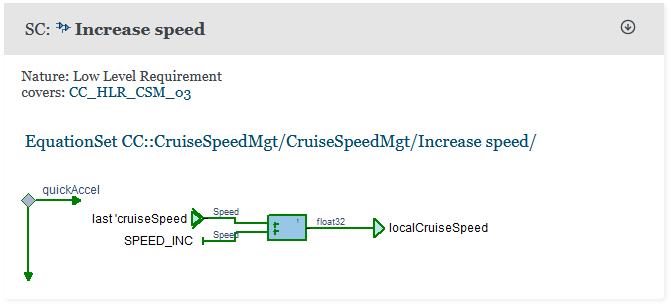 SC: Increase speed
Nature: Low Level Requirement
covers: CC_HLR_CSM_03
EquationSet CC::CruiseSpeedMgt/CruiseSpeedMgt/Increase speed/
quickAccel
last 'cruiseSpeed
Speed
SPEED_INC
Speed
1
float32
localCruiseSpeed